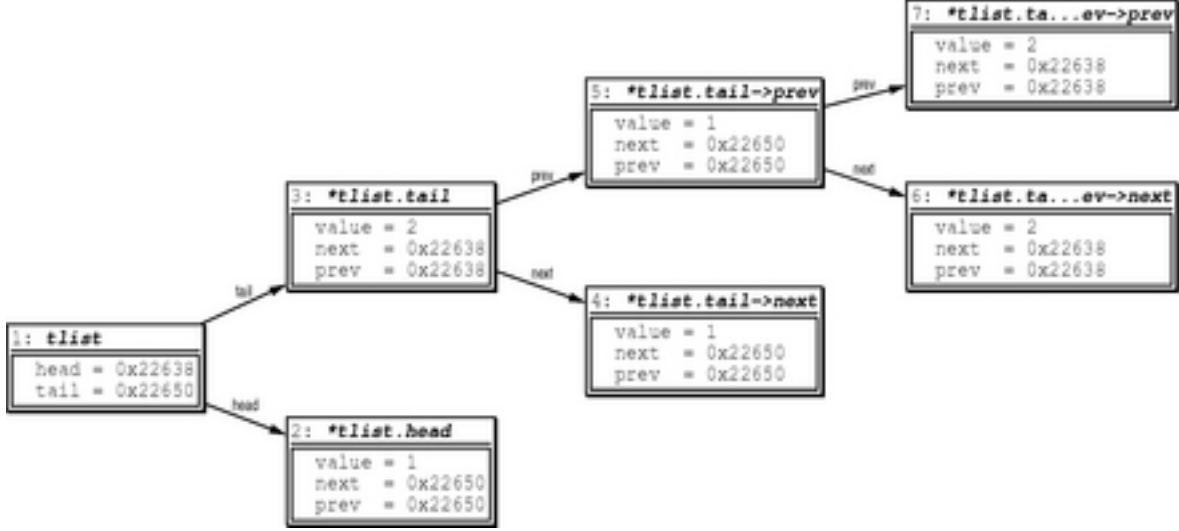 7: *tlist.ta...ev->prev
value = 2
next = 0x22638
prev = 0x22638
prev
5: *tlist.tail->prev
value = 1
next = 0x22650
prev = 0x22650
next
6: *tlist.ta...ev->next
value = 2
next = 0x22638
prev = 0x22638
prev
3: *tlist.tail
value = 2
next = 0x22638
prev = 0x22638
next
4: *tlist.tail->next
value = 1
next = 0x22650
prev = 0x22650
tail
1: tlist
head = 0x22638
tail = 0x22650
head
2: *tlist.head
value = 1
next = 0x22650
prev = 0x22650